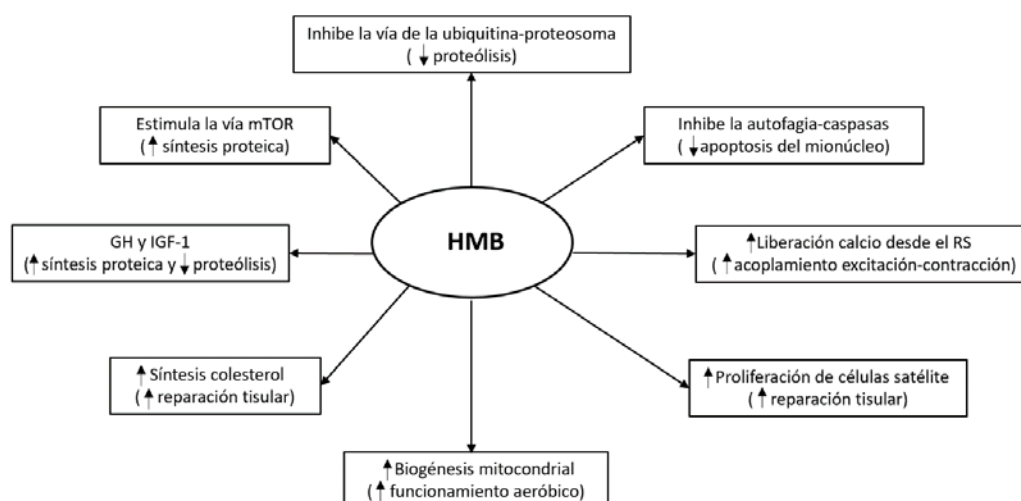 Inhibe la vía de la ubiquitina-proteosoma
(↓ proteólisis)
Estimula la vía mTOR
(↑ síntesis proteica)
Inhibe la autofagia-caspasas
(↓apoptosis del mionúcleo)
HMB
GH y IGF-1
(↑ síntesis proteica y ↓ proteólisis)
↑Liberación calcio desde el RS
(↑ acoplamiento excitación-contracción)
↑ Síntesis colesterol
(↑ reparación tisular)
↑ Proliferación de células satélite
(↑ reparación tisular)
↑ Biogénesis mitocondrial
(↑ funcionamiento aeróbico)